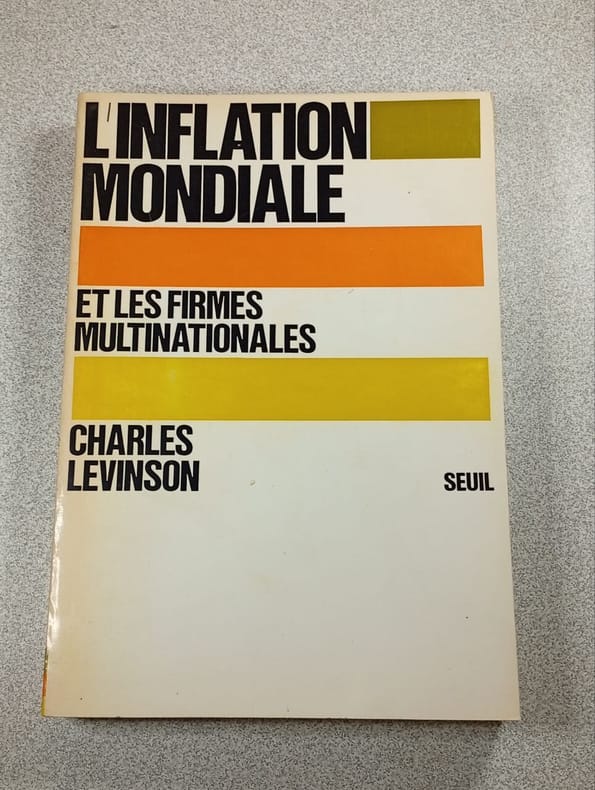 L'INFLATION
MONDIALE
ET LES FIRMES
MULTINATIONALES
CHARLES
LEVINSON
SEUIL